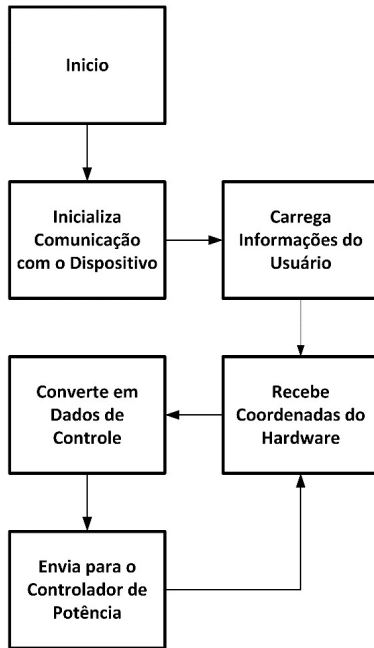 Inicio
Inicializa
Comunicação
com o Dispositivo
Carrega
Informações do
Usuário
Recebe
Coordenadas do
Hardware
Converte em
Dados de
Controle
Envia para o
Controlador de
Potência